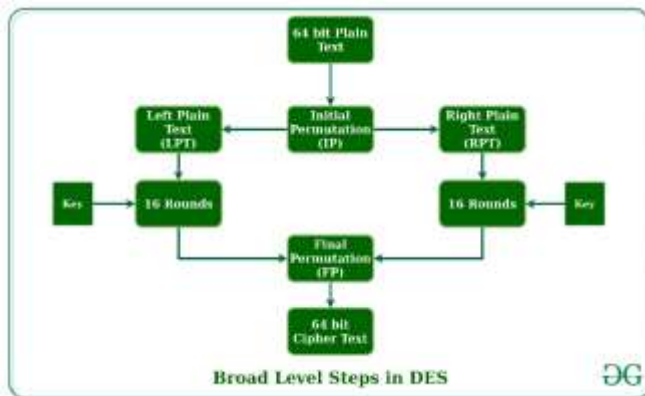 64 bit Plain
Text
Left Plain
Text
(LPT)
Initial
Permutation
(IP)
Right Plain
Text
(RPT)
Key
16 Rounds
16 Rounds
Key
Final
Permutation
(FP)
64 bit
Cipher Text
Broad Level Steps in DES